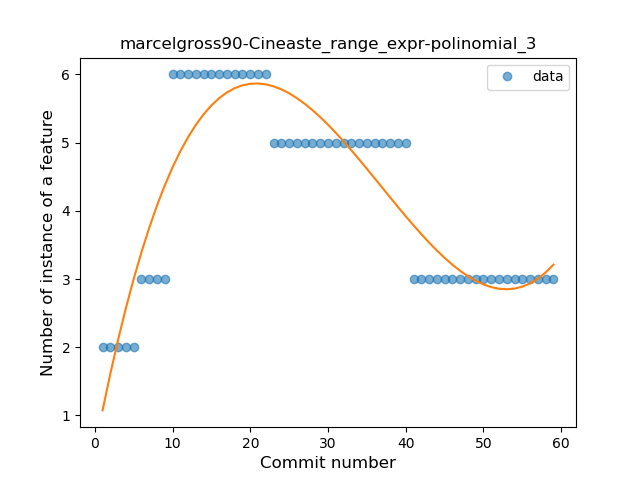 marcelgross90-Cineaste_range_expr-polinomial_3
data
Number of instance of a feature
6
5
4
3
2
1
0 10 20 30 40 50 60
Commit number